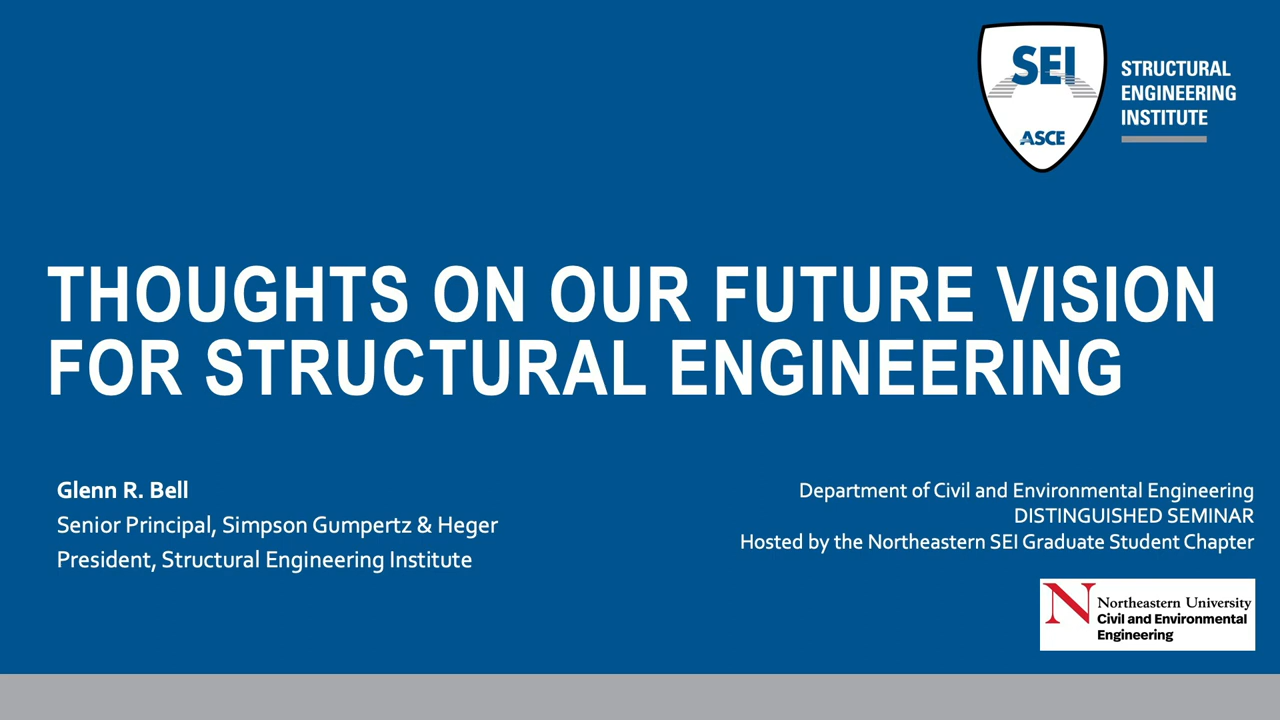 SEI
ASCE
STRUCTURAL
ENGINEERING
INSTITUTE
THOUGHTS ON OUR FUTURE VISION
FOR STRUCTURAL ENGINEERING
Glenn R. Bell
Senior Principal, Simpson Gumpertz & Heger
President, Structural Engineering Institute
Department of Civil and Environmental Engineering
DISTINGUISHED SEMINAR
Hosted by the Northeastern SEI Graduate Student Chapter
N
Northeastern University
Civil and Environmental
Engineering